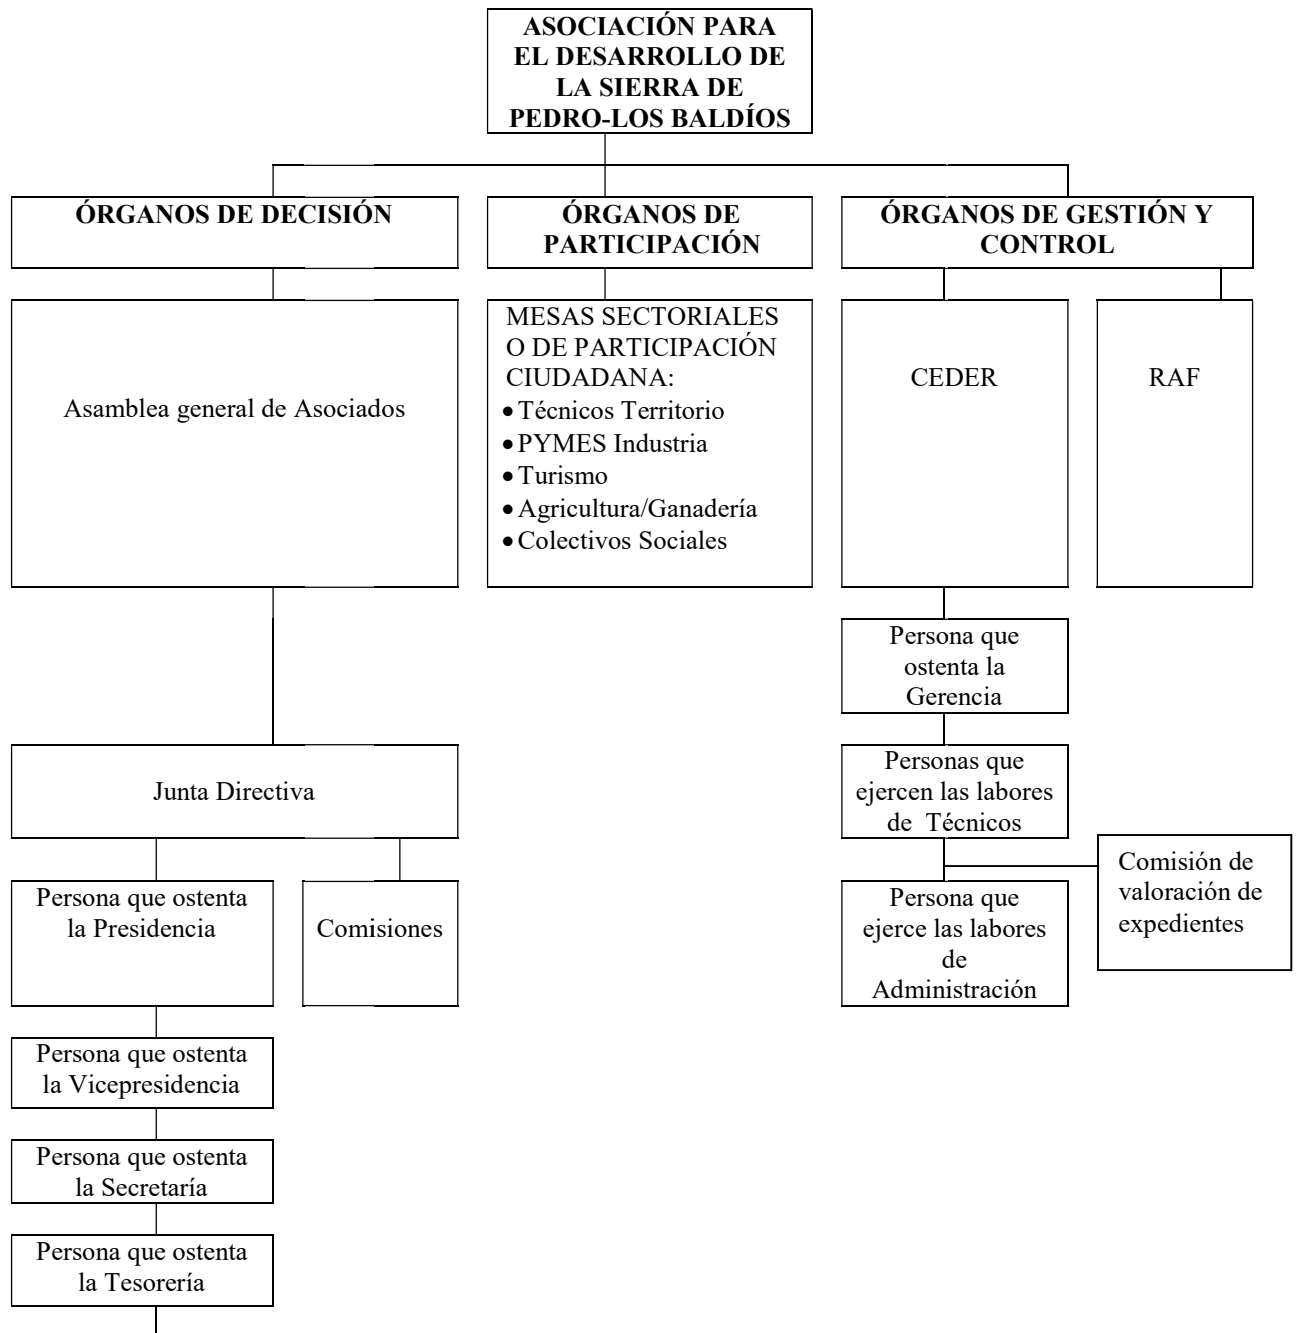 ASOCIACIÓN PARA
EL DESARROLLO DE
LA SIERRA DE
PEDRO-LOS BALDÍOS
ÓRGANOS DE DECISIÓN
ÓRGANOS DE
PARTICIPACIÓN
ÓRGANOS DE GESTIÓN Y
CONTROL
Asamblea general de Asociados
MESAS SECTORIALES
O DE PARTICIPACIÓN
CIUDADANA:
• Técnicos Territorio
• PYMES Industria
• Turismo
• Agricultura/Ganadería
• Colectivos Sociales
CEDER
RAF
Persona que
ostenta la
Gerencia
Junta Directiva
Personas que
ejercen las labores
de Técnicos
Persona que ostenta
la Presidencia
Comisiones
Persona que
ejerce las labores
de
Administración
Comisión de
valoración de
expedientes
Persona que ostenta
la Vicepresidencia
Persona que ostenta
la Secretaría
Persona que ostenta
la Tesorería